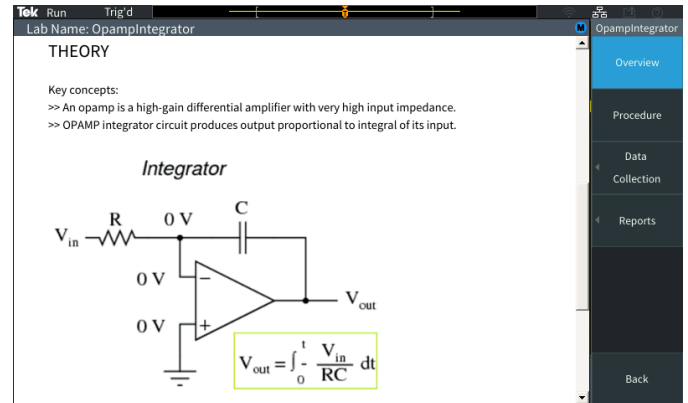 Tek Run Trig'd
Lab Name: OpampIntegrator
M
OpampIntegrator
THEORY
Key concepts:
>> An opamp is a high-gain differential amplifier with very high input impedance.
>> OPAMP integrator circuit produces output proportional to integral of its input.
Integrator
R 0 V C
Vin
0 V −
Vout
0 V +
Vout = ∫0t - Vin/RC dt
Overview
Procedure
Data
Collection
Reports
Back